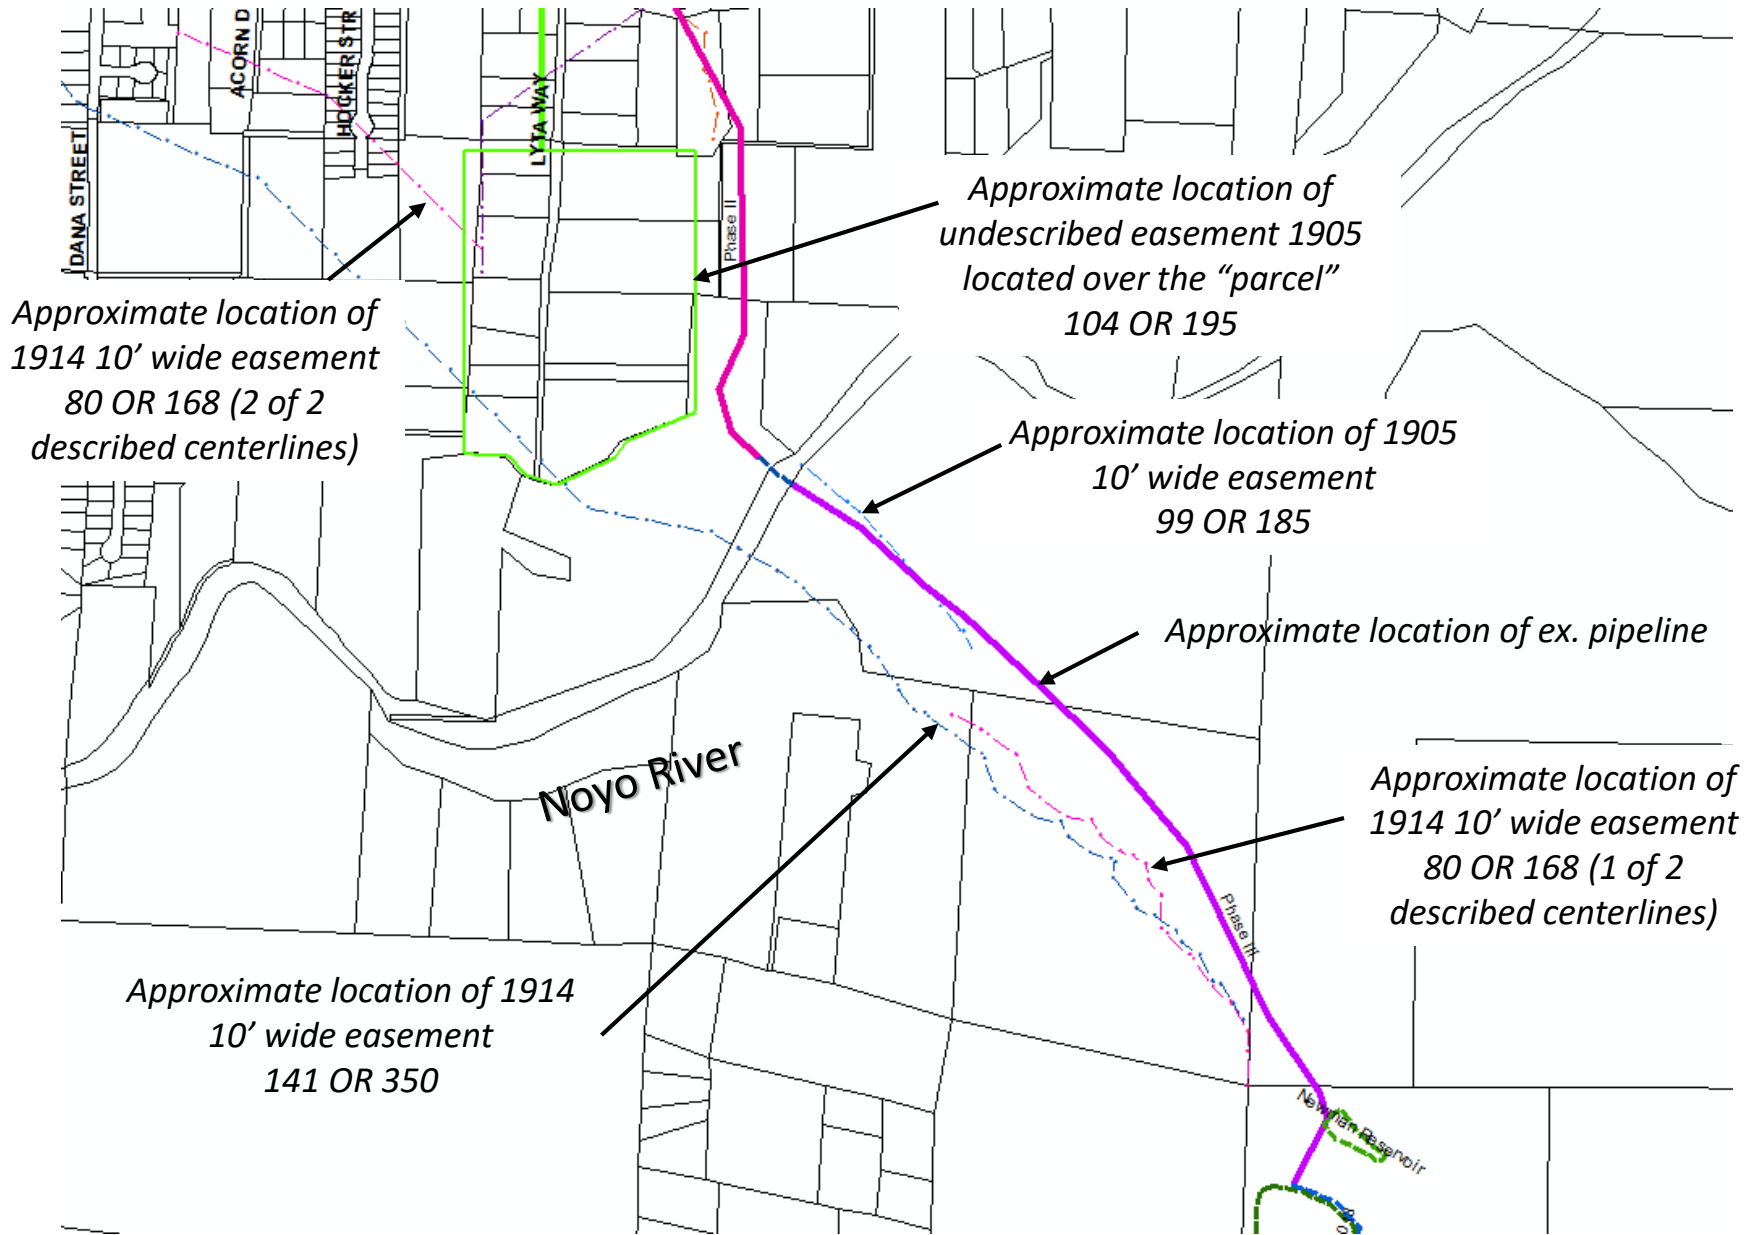 ACORN D
HOCKER STR
LYTA WAY
DANA STREET
Phase II
Approximate location of
undescribed easement 1905
located over the “parcel”
104 OR 195
Approximate location of
1914 10’ wide easement
80 OR 168 (2 of 2
described centerlines)
Approximate location of 1905
10’ wide easement
99 OR 185
Approximate location of ex. pipeline
Noyo River
Approximate location of
1914 10’ wide easement
80 OR 168 (1 of 2
described centerlines)
Phase III
Approximate location of 1914
10’ wide easement
141 OR 350
Newman Reservoir